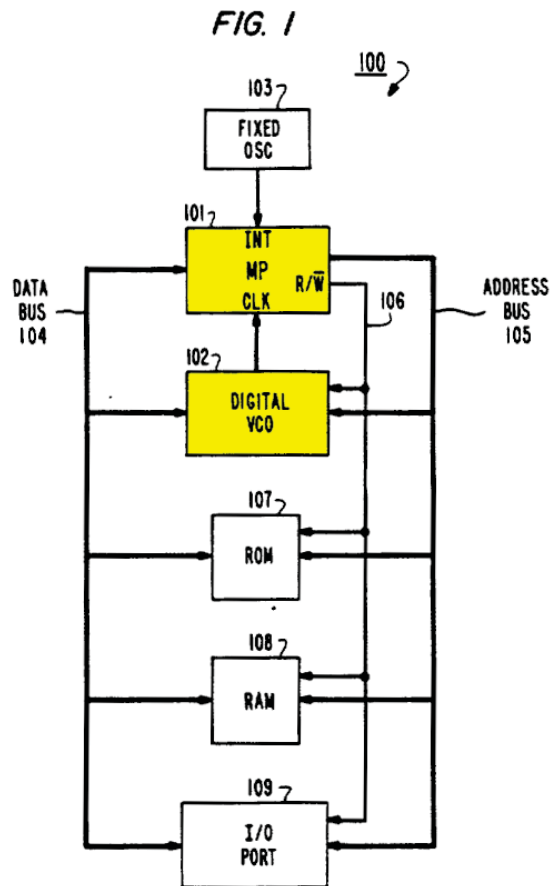 FIG. 1
100
103
FIXED
OSC
101
INT
MP
R/W̅
CLK
DATA
BUS
104
106
ADDRESS
BUS
105
102
DIGITAL
VCO
107
ROM
108
RAM
109
I/O
PORT